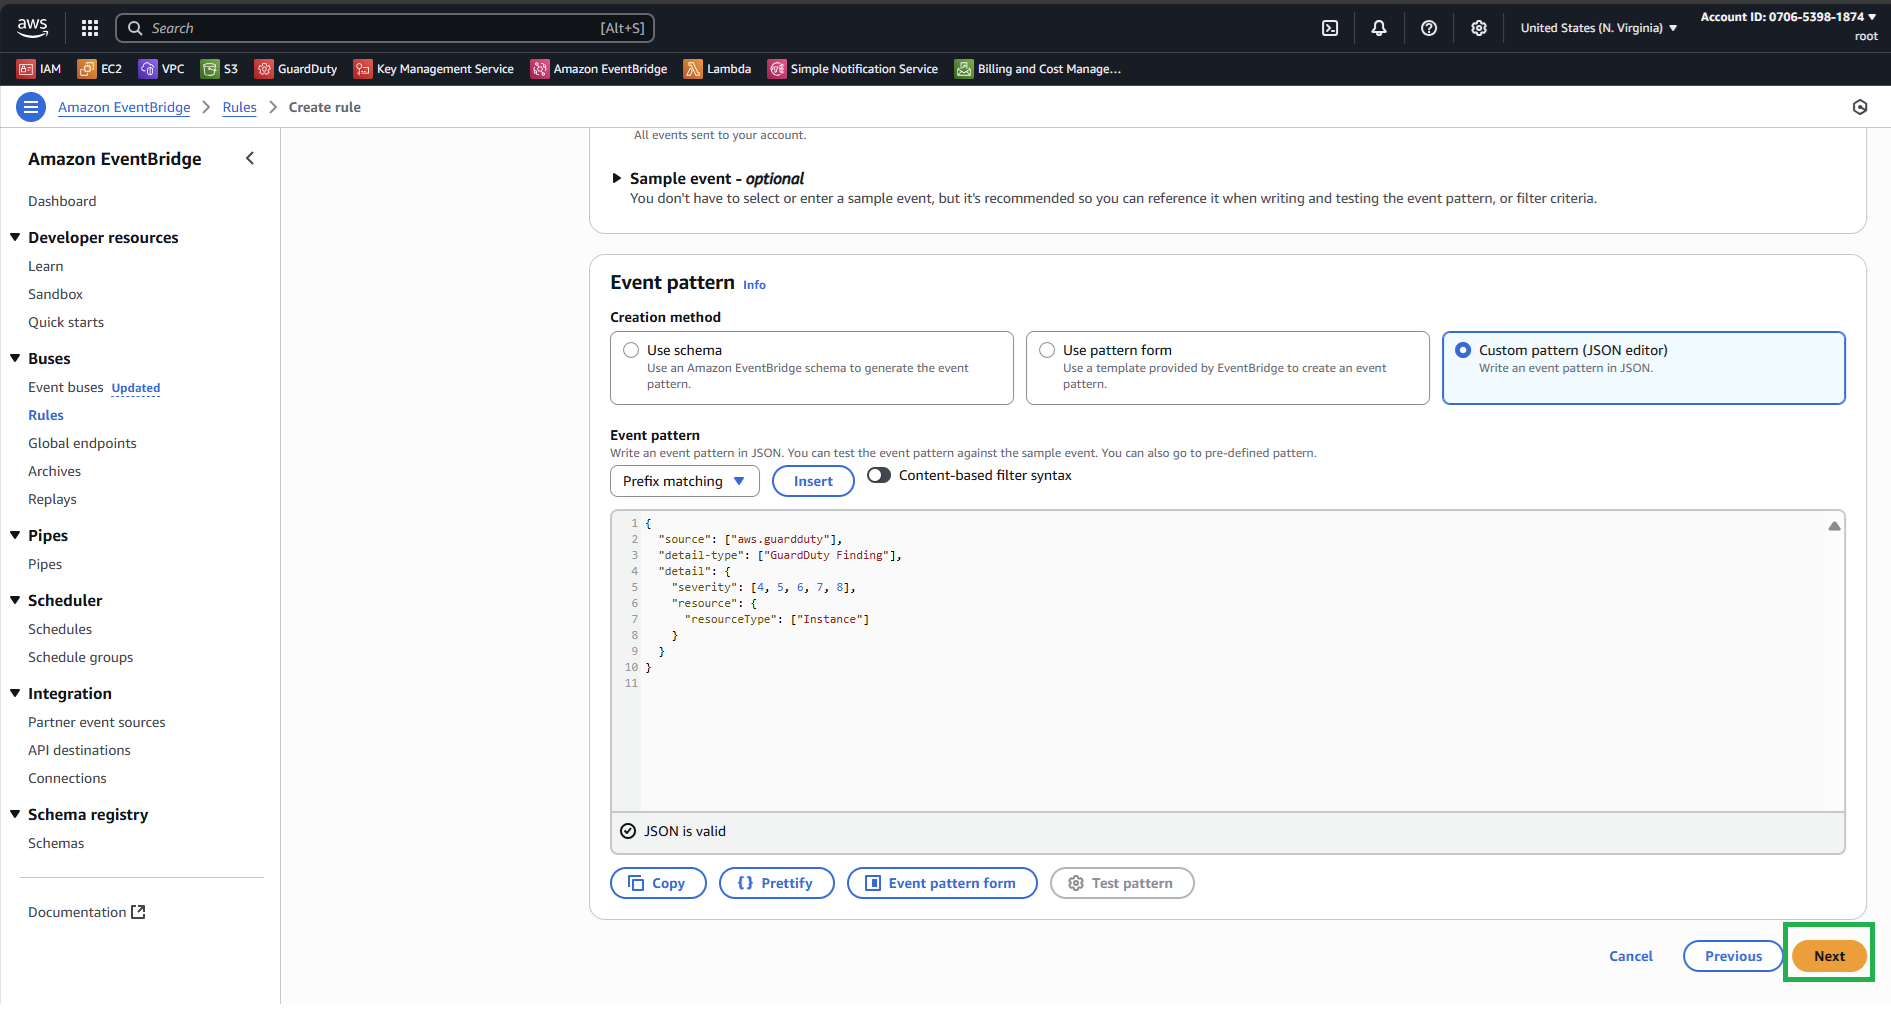 aws
Search [Alt+S]
United States (N. Virginia)
Account ID: 0706-5398-1874
root
IAM
EC2
VPC
S3
GuardDuty
Key Management Service
Amazon EventBridge
Lambda
Simple Notification Service
Billing and Cost Manage...
Amazon EventBridge
Rules
Create rule
Amazon EventBridge
Dashboard
Developer resources
Learn
Sandbox
Quick starts
Buses
Event buses Updated
Rules
Global endpoints
Archives
Replays
Pipes
Pipes
Scheduler
Schedules
Schedule groups
Integration
Partner event sources
API destinations
Connections
Schema registry
Schemas
Documentation
All events sent to your account.
Sample event - optional
You don't have to select or enter a sample event, but it's recommended so you can reference it when writing and testing the event pattern, or filter criteria.
Event pattern Info
Creation method
Use schema
Use an Amazon EventBridge schema to generate the event
pattern.
Use pattern form
Use a template provided by EventBridge to create an event
pattern.
Custom pattern (JSON editor)
Write an event pattern in JSON.
Event pattern
Write an event pattern in JSON. You can test the event pattern against the sample event. You can also go to pre-defined pattern.
Prefix matching
Insert
Content-based filter syntax
1 {
2 "source": ["aws.guardduty"],
3 "detail-type": ["GuardDuty Finding"],
4 "detail": {
5 "severity": [4, 5, 6, 7, 8],
6 "resource": {
7 "resourceType": ["Instance"]
8 }
9 }
10 }
11
JSON is valid
Copy
{} Prettify
Event pattern form
Test pattern
Cancel
Previous
Next